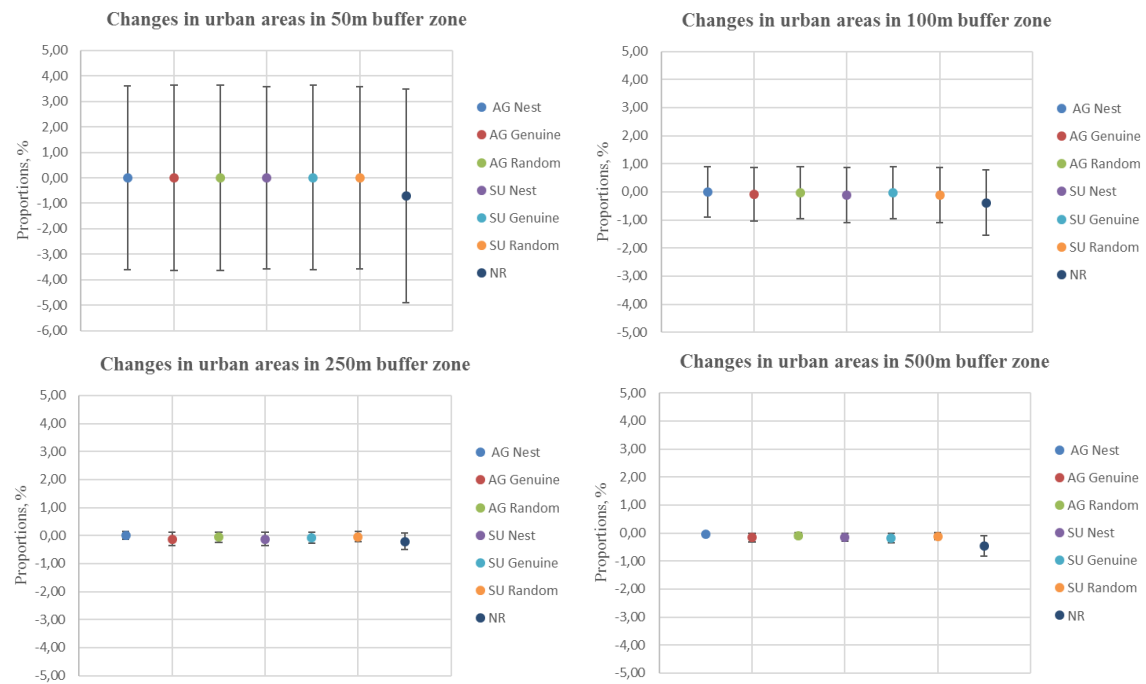 Changes in urban areas in 50m buffer zone
5,00
4,00
3,00
2,00
1,00
0,00
-1,00
-2,00
-3,00
-4,00
-5,00
-6,00
Proportions, %
AG Nest
AG Genuine
AG Random
SU Nest
SU Genuine
SU Random
NR
Changes in urban areas in 100m buffer zone
5,00
4,00
3,00
2,00
1,00
0,00
-1,00
-2,00
-3,00
-4,00
-5,00
Proportions, %
AG Nest
AG Genuine
AG Random
SU Nest
SU Genuine
SU Random
NR
Changes in urban areas in 250m buffer zone
5,00
4,00
3,00
2,00
1,00
0,00
-1,00
-2,00
-3,00
-4,00
-5,00
Proportions, %
AG Nest
AG Genuine
AG Random
SU Nest
SU Genuine
SU Random
NR
Changes in urban areas in 500m buffer zone
5,00
4,00
3,00
2,00
1,00
0,00
-1,00
-2,00
-3,00
-4,00
-5,00
Proportions, %
AG Nest
AG Genuine
AG Random
SU Nest
SU Genuine
SU Random
NR